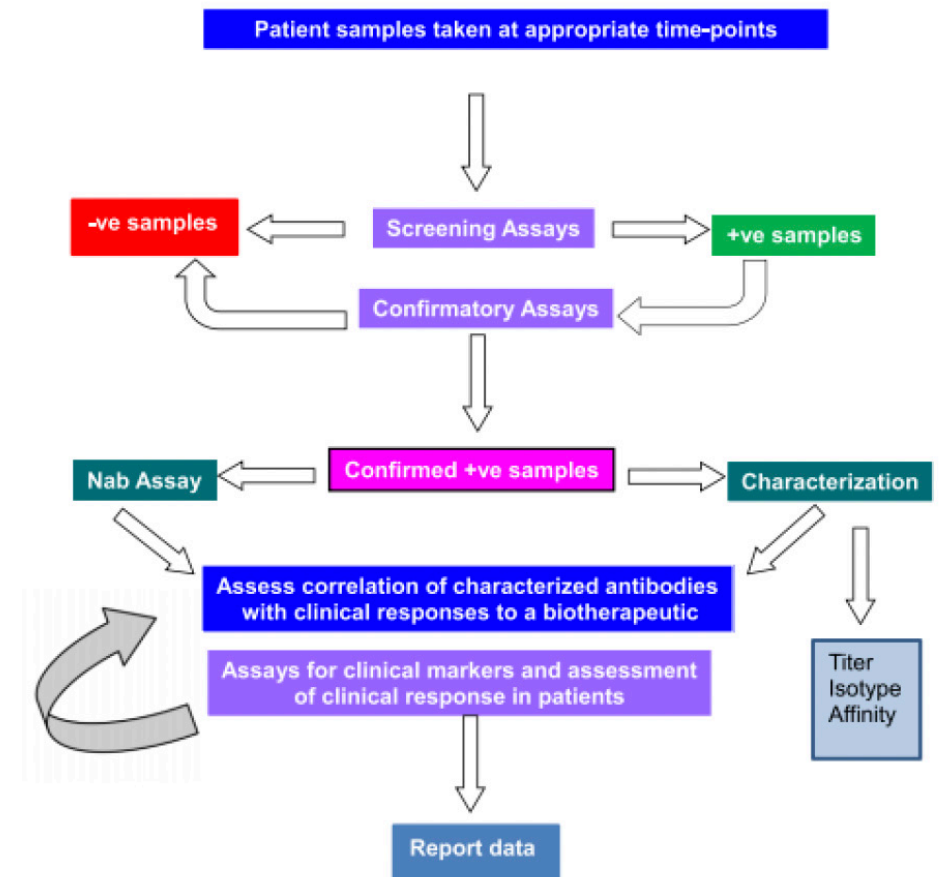 Patient samples taken at appropriate time-points
-ve samples
Screening Assays
+ve samples
Confirmatory Assays
Nab Assay
Confirmed +ve samples
Characterization
Assess correlation of characterized antibodies
with clinical responses to a biotherapeutic
Assays for clinical markers and assessment
of clinical response in patients
Titer
Isotype
Affinity
Report data